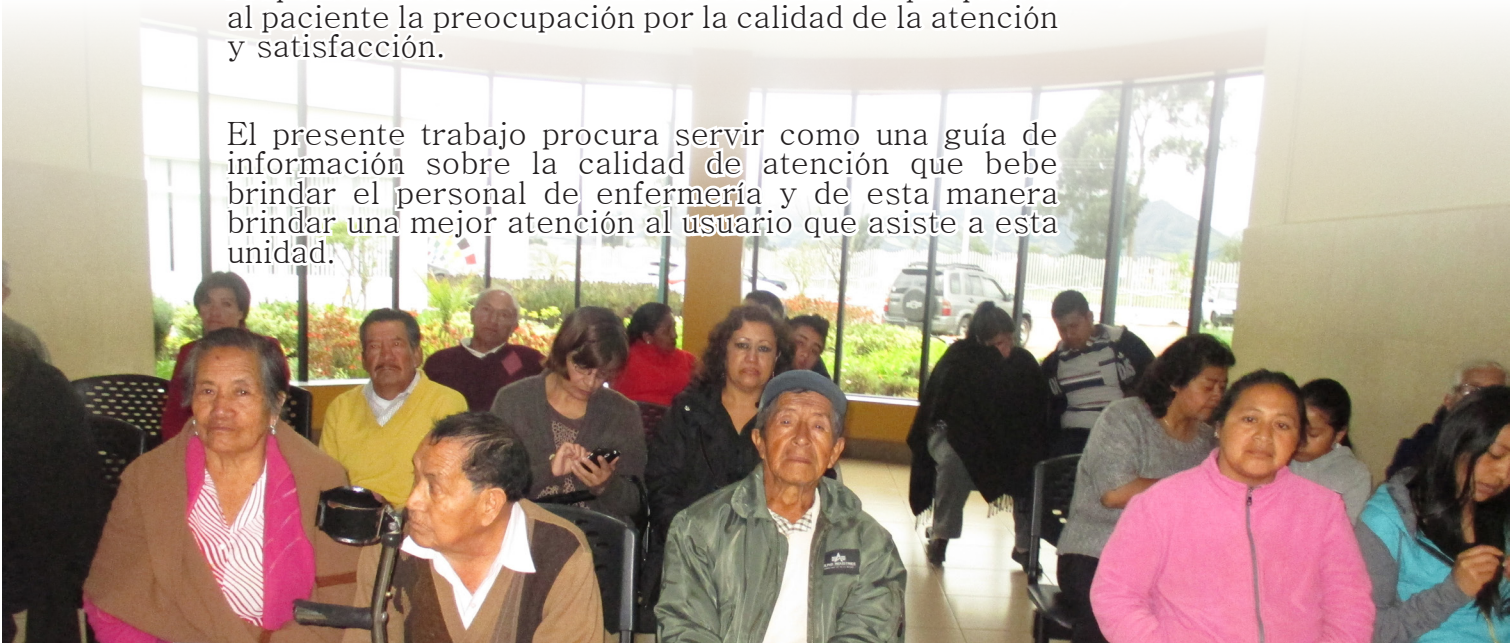 al paciente la preocupación por la calidad de la atención
y satisfacción.
El presente trabajo procura servir como una guía de
información sobre la calidad de atención que bebe
brindar el personal de enfermería y de esta manera
brindar una mejor atención al usuario que asiste a esta
unidad.